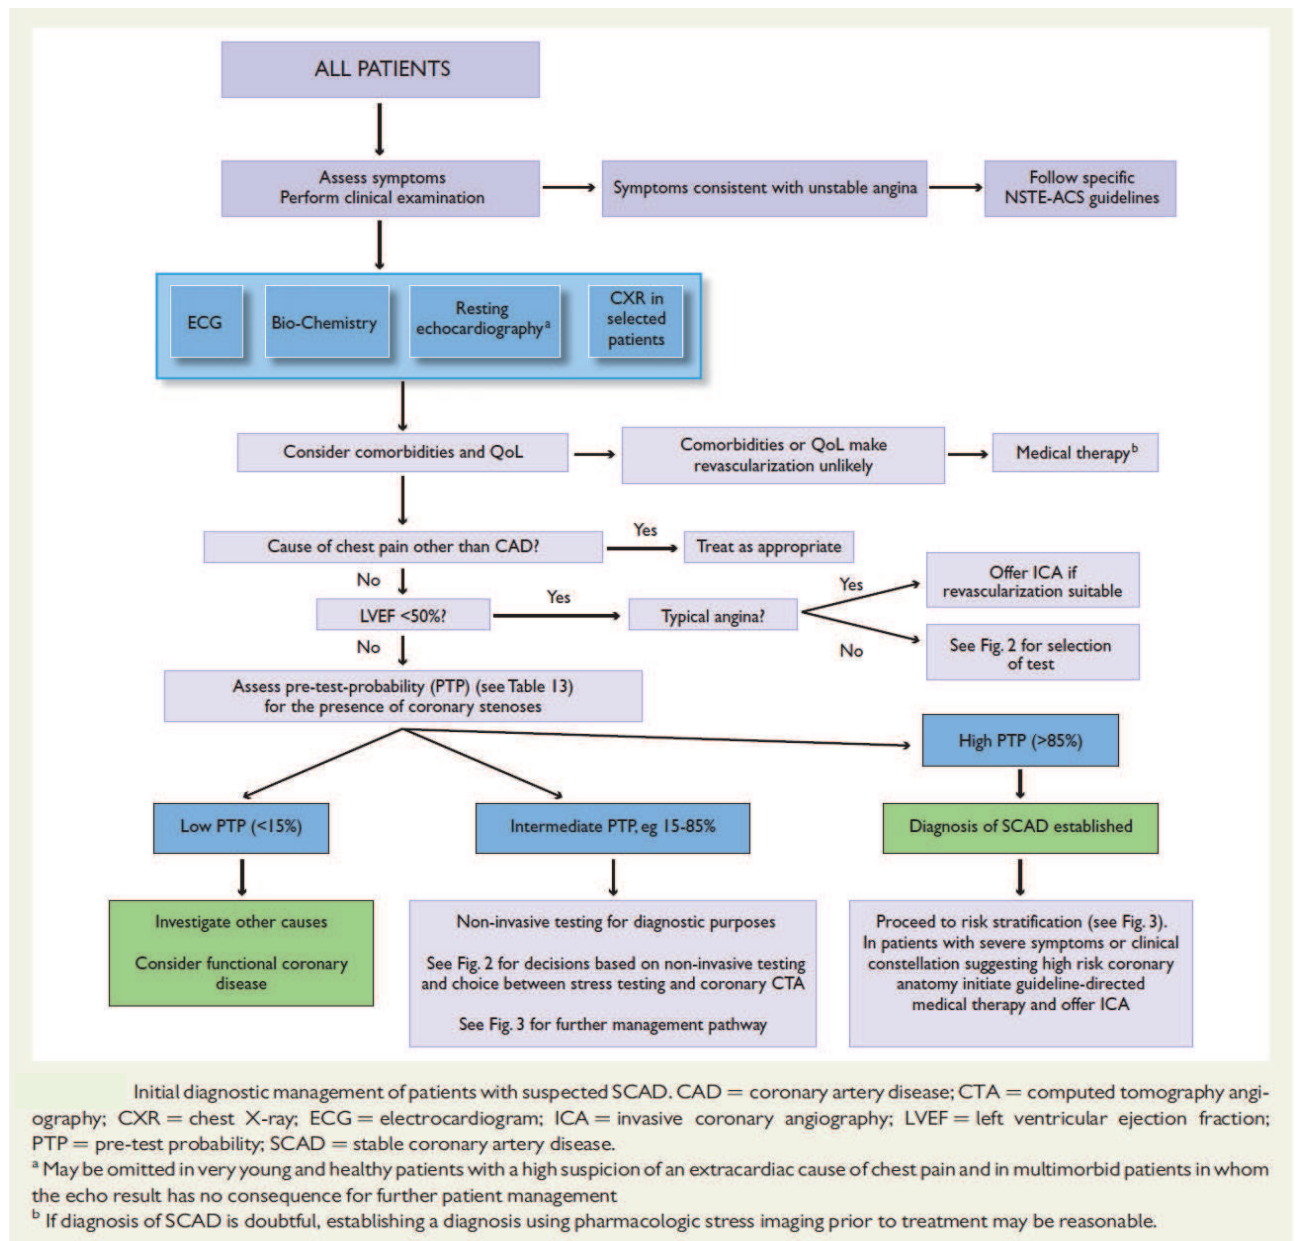 ALL PATIENTS
Assess symptoms
Perform clinical examination
Symptoms consistent with unstable angina
Follow specific
NSTE-ACS guidelines
ECG
Bio-Chemistry
Resting
echocardiographyᵃ
CXR in
selected
patients
Consider comorbidities and QoL
Comorbidities or QoL make
revascularization unlikely
Medical therapyᵇ
Cause of chest pain other than CAD?
Yes
Treat as appropriate
No
LVEF <50%?
Yes
Typical angina?
Yes
Offer ICA if
revascularization suitable
No
See Fig. 2 for selection
of test
No
Assess pre-test-probability (PTP) (see Table 13)
for the presence of coronary stenoses
High PTP (>85%)
Low PTP (<15%)
Intermediate PTP, eg 15-85%
Diagnosis of SCAD established
Investigate other causes
Consider functional coronary
disease
Non-invasive testing for diagnostic purposes
See Fig. 2 for decisions based on non-invasive testing
and choice between stress testing and coronary CTA
See Fig. 3 for further management pathway
Proceed to risk stratification (see Fig. 3).
In patients with severe symptoms or clinical
constellation suggesting high risk coronary
anatomy initiate guideline-directed
medical therapy and offer ICA
Initial diagnostic management of patients with suspected SCAD. CAD = coronary artery disease; CTA = computed tomography angi-
ography; CXR = chest X-ray; ECG = electrocardiogram; ICA = invasive coronary angiography; LVEF = left ventricular ejection fraction;
PTP = pre-test probability; SCAD = stable coronary artery disease.
ᵃ May be omitted in very young and healthy patients with a high suspicion of an extracardiac cause of chest pain and in multimorbid patients in whom
the echo result has no consequence for further patient management
ᵇ If diagnosis of SCAD is doubtful, establishing a diagnosis using pharmacologic stress imaging prior to treatment may be reasonable.